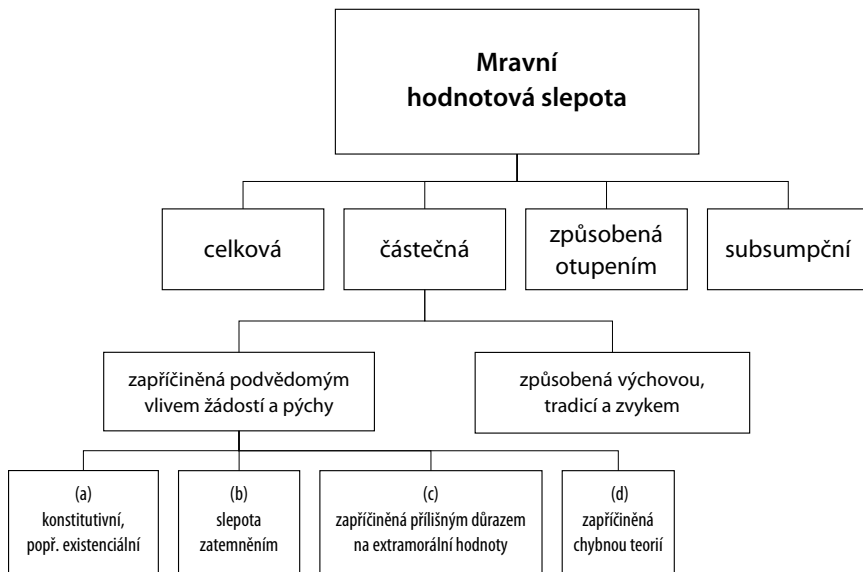 Mravní
hodnotová slepota
celková
částečná
způsobená
otupením
subsumpční
zapříčiněná podvědomým
vlivem žádostí a pýchy
způsobená výchovou,
tradicí a zvykem
(a)
konstitutivní,
popř. existenciální
(b)
slepota
zatemněním
(c)
zapříčiněná přílišným důrazem
na extramorální hodnoty
(d)
zapříčiněná
chybnou teorií